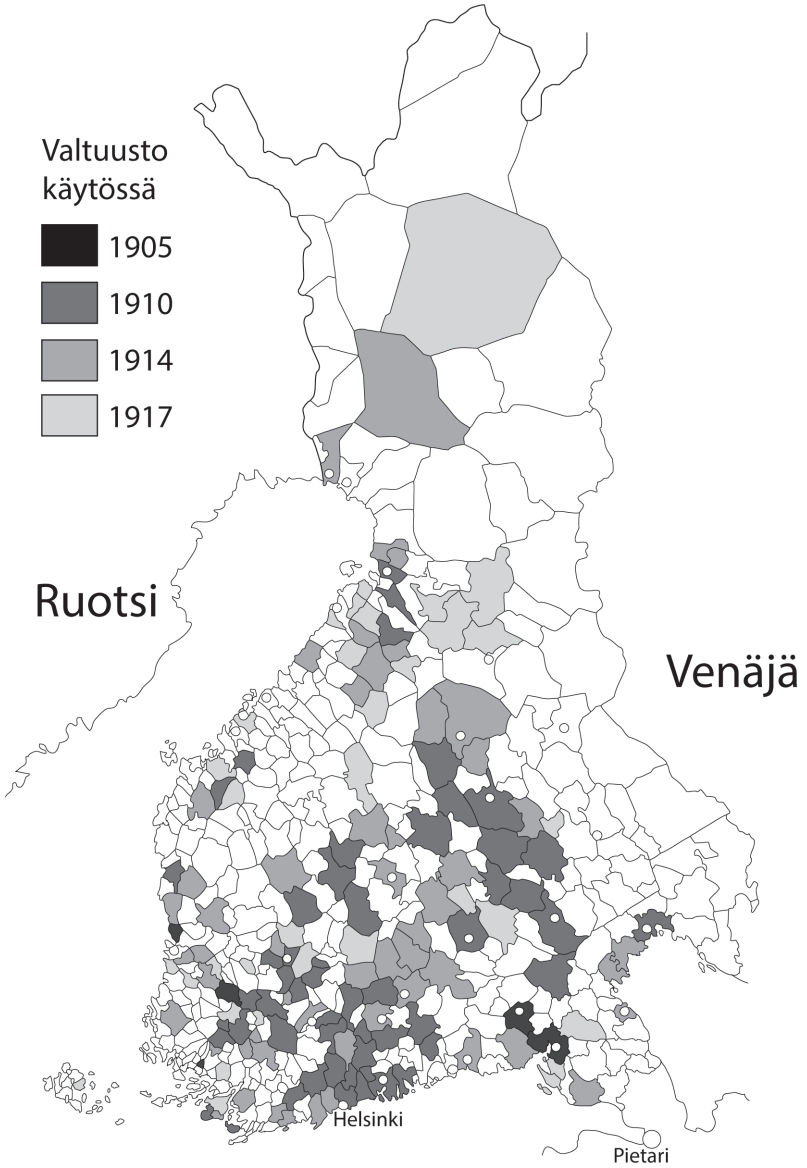 Valtuusto
käytössä
1905
1910
1914
1917
Ruotsi
Venäjä
Helsinki
Pietari